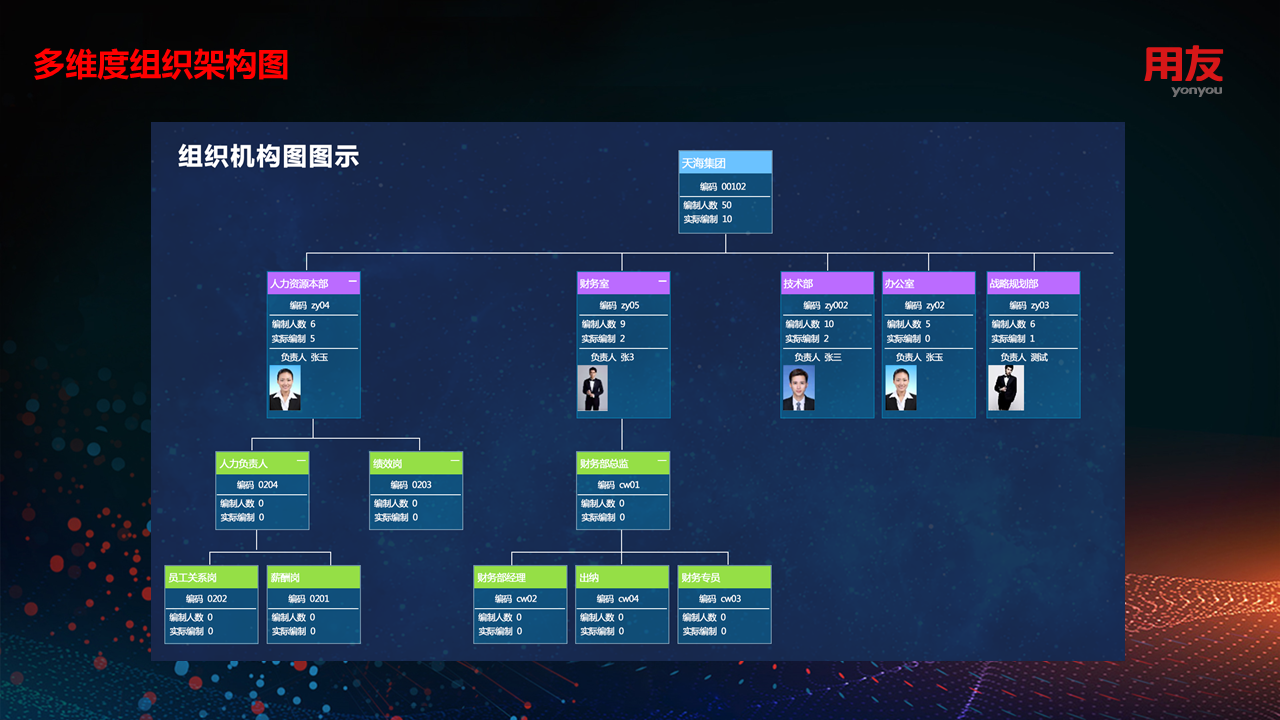 多维度组织架构图
用友
yonyou
组织机构图图示
天海集团
编码 00102
编制人数 50
实际编制 10
人力资源本部
编码 zy04
编制人数 6
实际编制 5
负责人 张玉
财务室
编码 zy05
编制人数 9
实际编制 2
负责人 张3
技术部
编码 zy002
编制人数 10
实际编制 2
负责人 张三
办公室
编码 zy02
编制人数 5
实际编制 0
负责人 张玉
战略规划部
编码 zy03
编制人数 6
实际编制 1
负责人 测试
人力负责人
编码 0204
编制人数 0
实际编制 0
绩效岗
编码 0203
编制人数 0
实际编制 0
财务部总监
编码 cw01
编制人数 0
实际编制 0
员工关系岗
编码 0202
编制人数 0
实际编制 0
薪酬岗
编码 0201
编制人数 0
实际编制 0
财务部经理
编码 cw02
编制人数 0
实际编制 0
出纳
编码 cw04
编制人数 0
实际编制 0
财务专员
编码 cw03
编制人数 0
实际编制 0